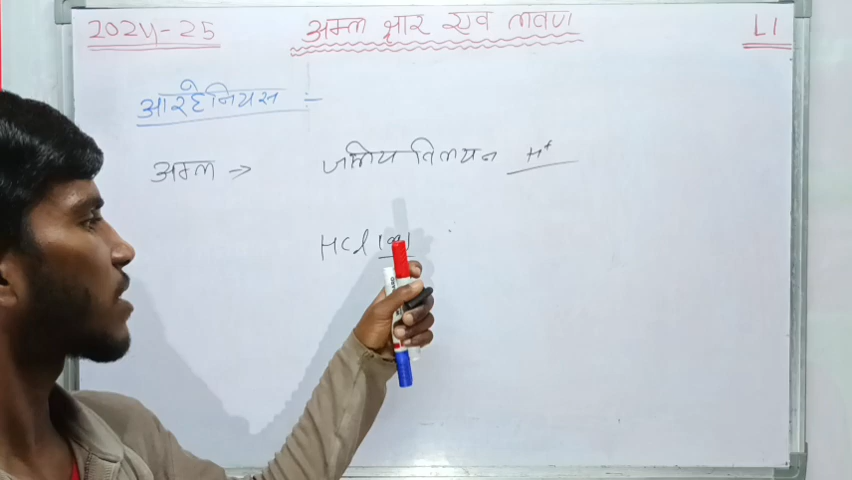 2024-25 अम्ल क्षार एवं लवण L1
आरहेनियस :-
अम्ल → जलिय विलयन H⁺
HCl (aq)